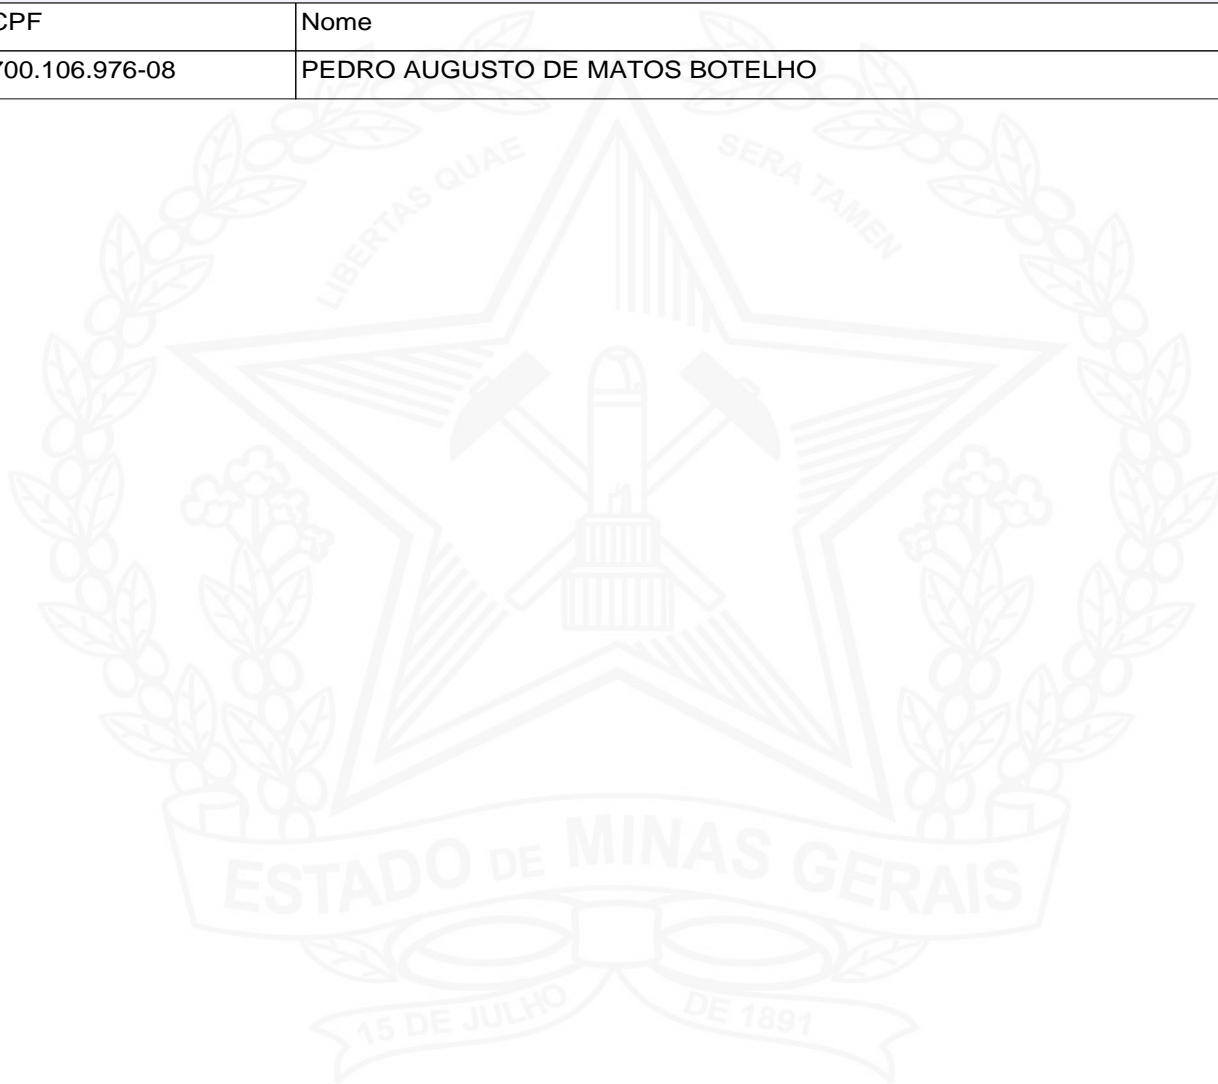 CPF Nome
700.106.976-08 PEDRO AUGUSTO DE MATOS BOTELHO
LIBERTAS QUAE SERA TAMEN
ESTADO DE MINAS GERAIS
15 DE JULHO DE 1891